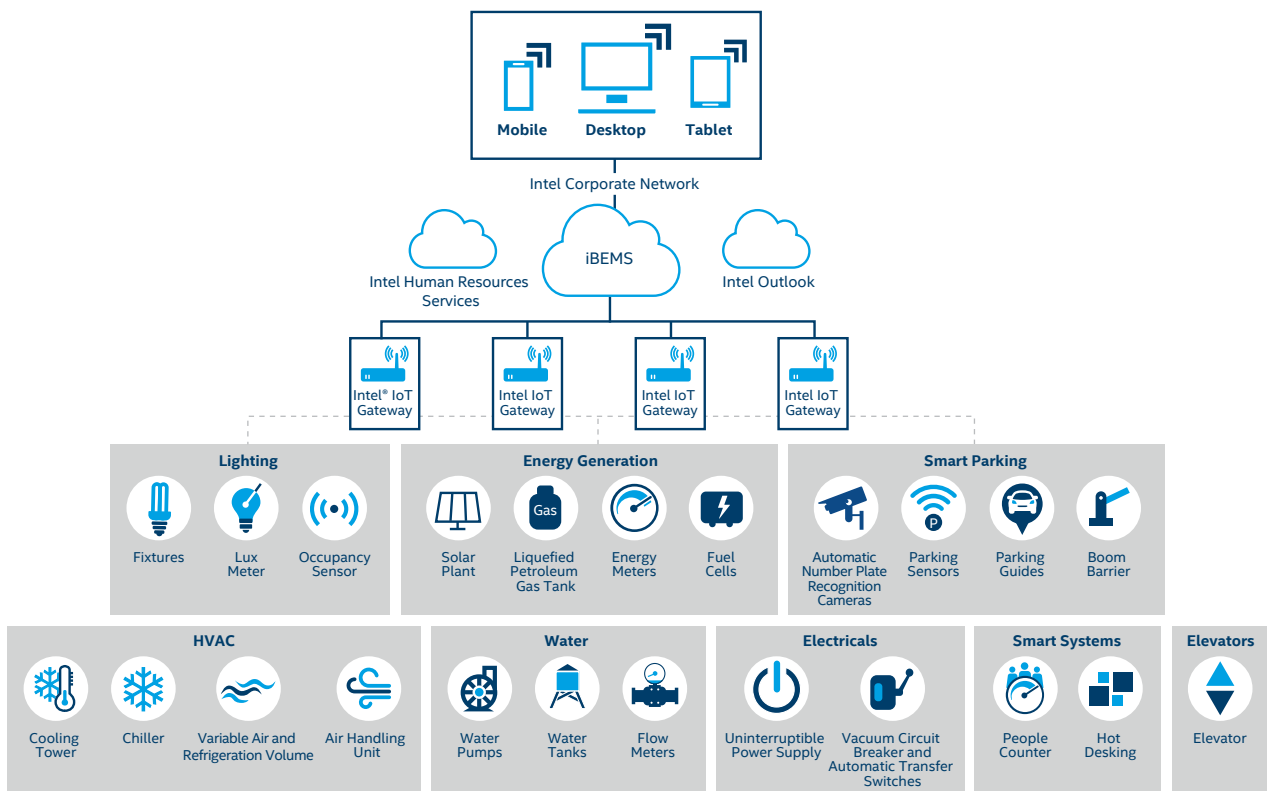 Mobile
Desktop
Tablet
Intel Corporate Network
iBEMS
Intel Human Resources
Services
Intel Outlook
Intel® IoT
Gateway
Intel IoT
Gateway
Intel IoT
Gateway
Intel IoT
Gateway
Lighting
Fixtures
Lux
Meter
Occupancy
Sensor
Energy Generation
Gas
Solar
Plant
Liquefied
Petroleum
Gas Tank
Energy
Meters
Fuel
Cells
Smart Parking
P
Automatic
Number Plate
Recognition
Cameras
Parking
Sensors
Parking
Guides
Boom
Barrier
HVAC
Cooling
Tower
Chiller
Variable Air and
Refrigeration Volume
Air Handling
Unit
Water
Water
Pumps
Water
Tanks
Flow
Meters
Electricals
Uninterruptible
Power Supply
Vacuum Circuit
Breaker and
Automatic Transfer
Switches
Smart Systems
People
Counter
Hot
Desking
Elevators
Elevator